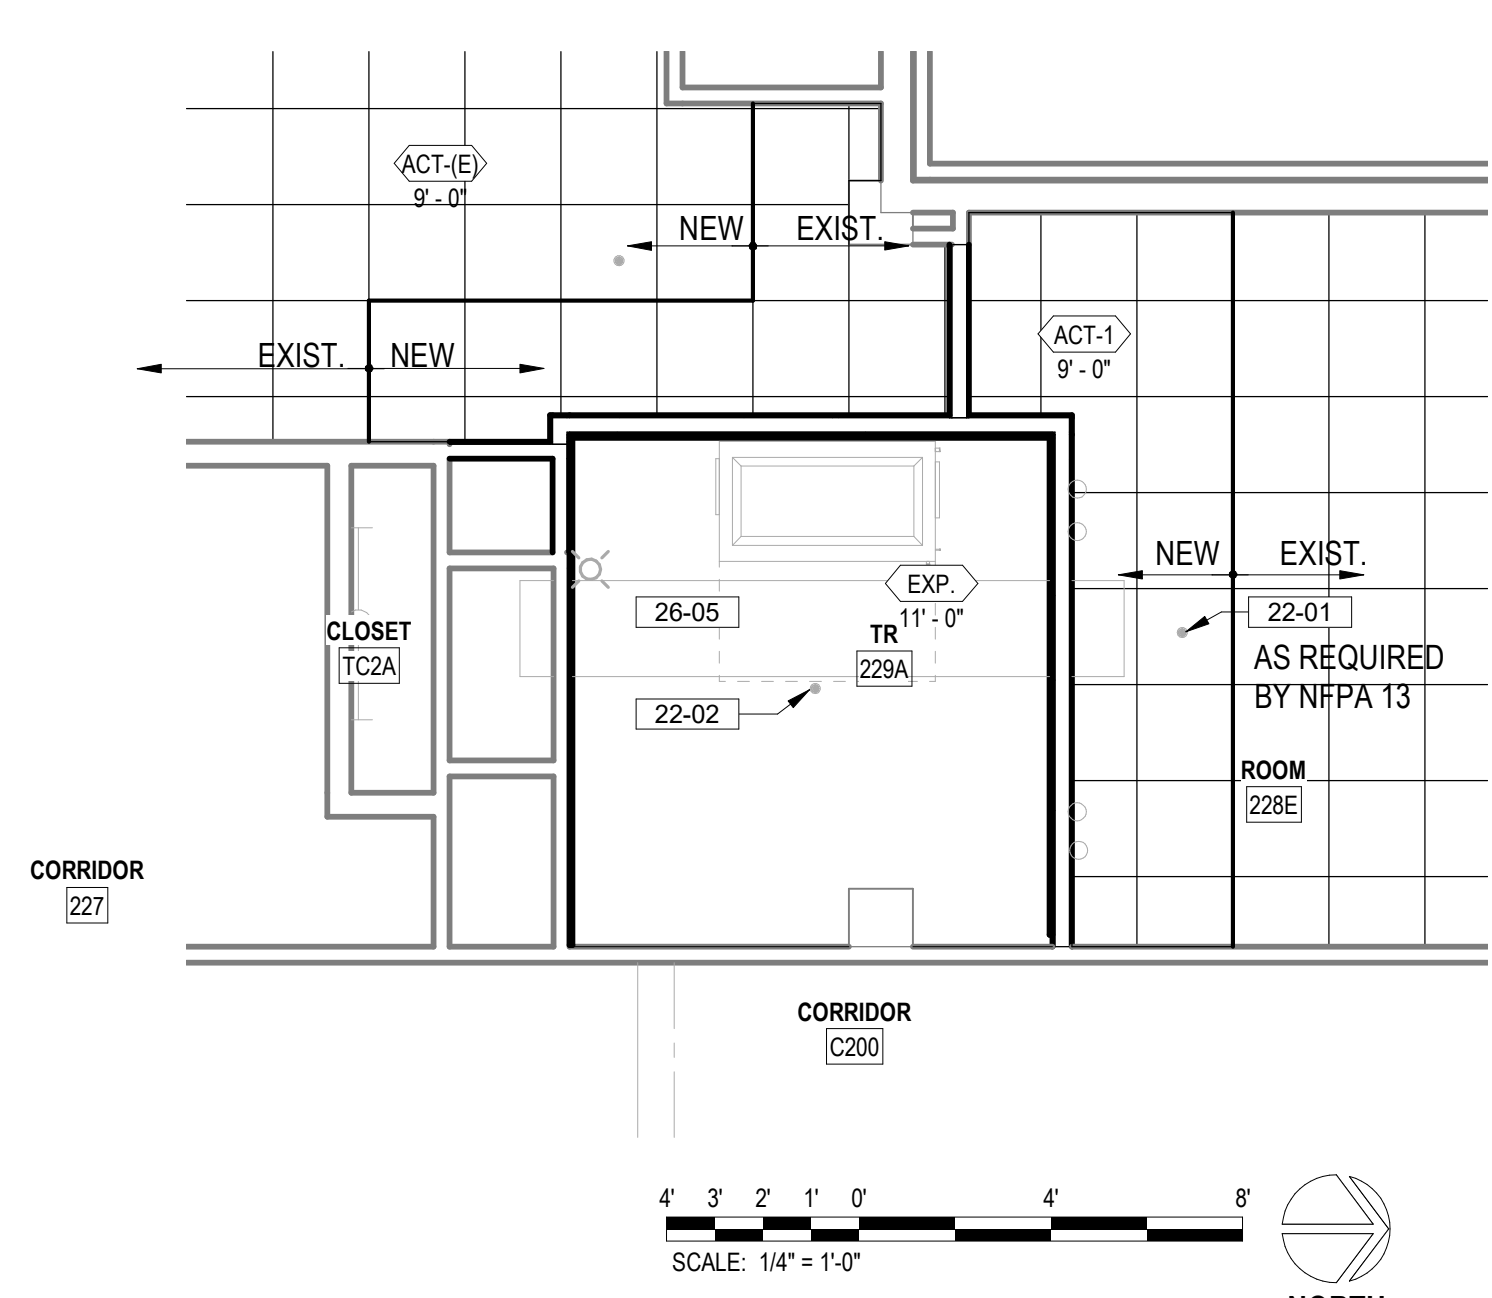 ACT-(E)
9' - 0"
NEW
EXIST.
EXIST.
NEW
ACT-1
9' - 0"
NEW
EXIST.
EXP.
11' - 0"
26-05
22-01
CLOSET
TC2A
TR
229A
AS REQUIRED
BY NFPA 13
22-02
ROOM
228E
CORRIDOR
227
CORRIDOR
C200
4' 3' 2' 1' 0' 4' 8'
SCALE: 1/4" = 1'-0"
NORTH